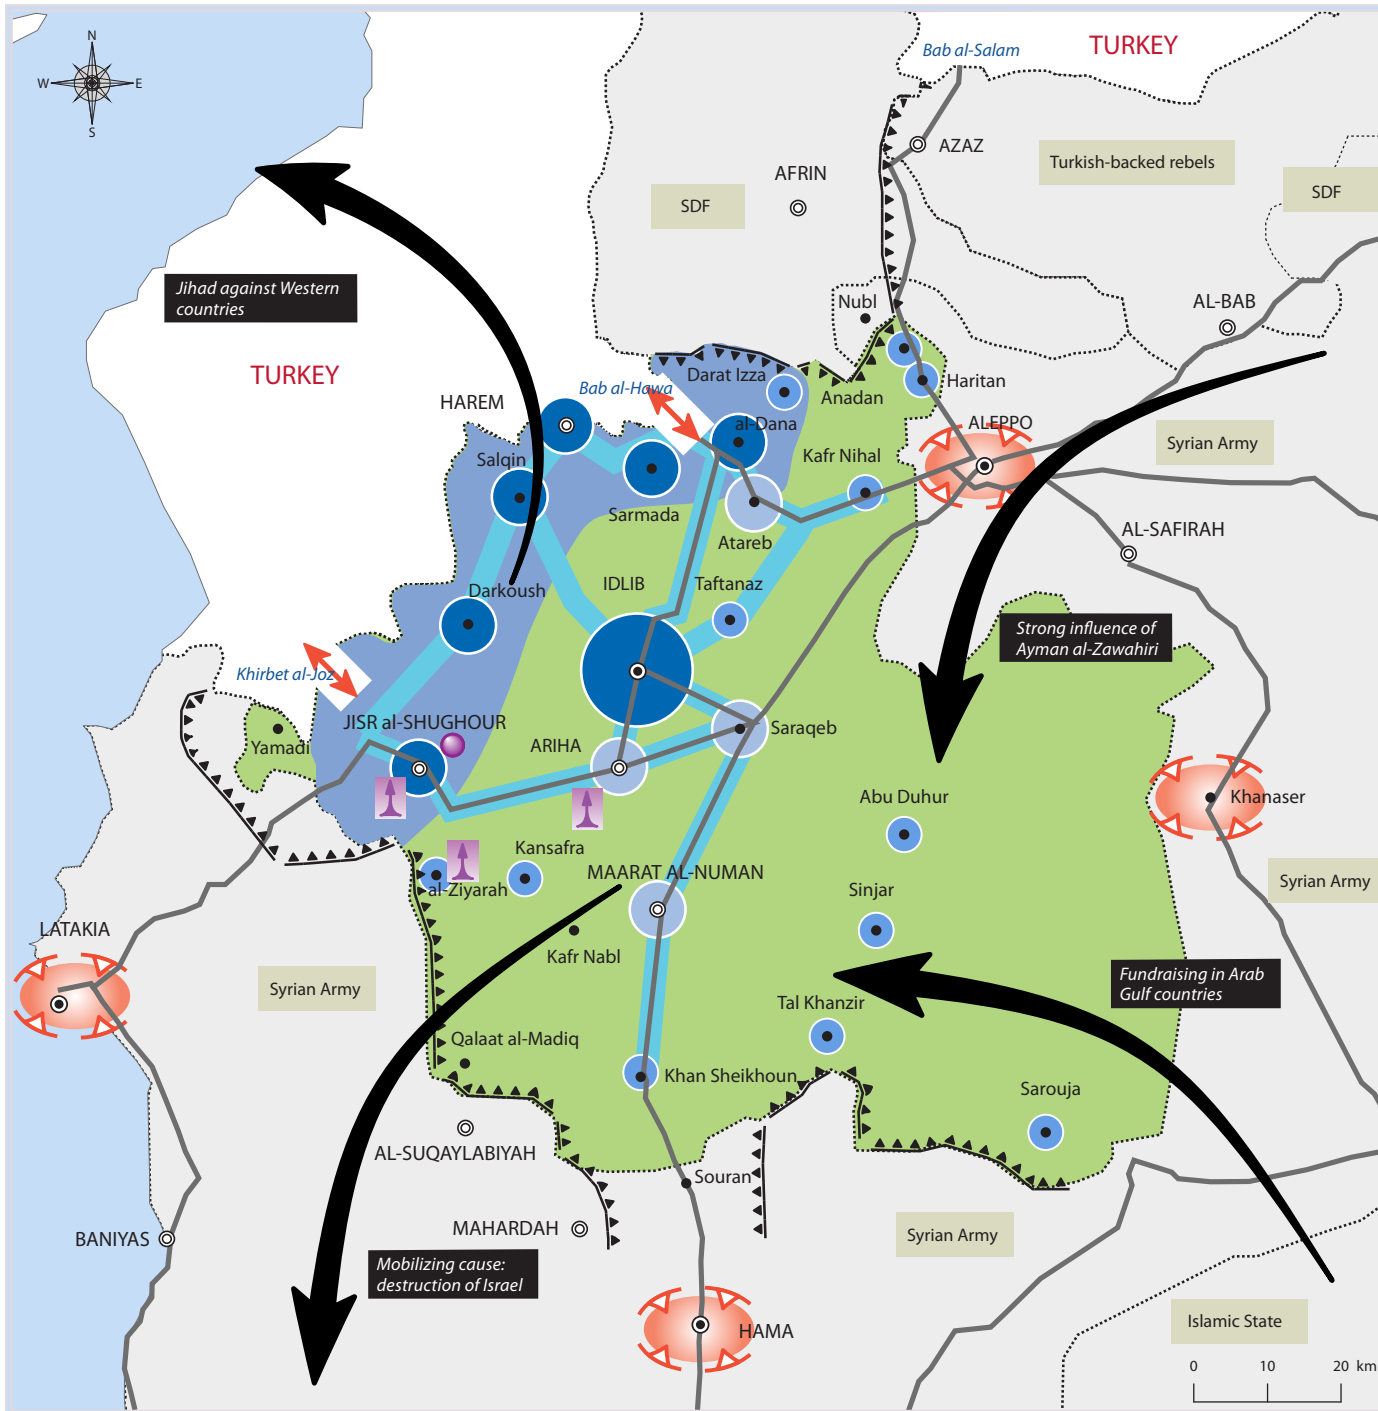 N
W
E
S
Bab al-Salam
TURKEY
AZAZ
Turkish-backed rebels
AFRIN
SDF
SDF
Jihad against Western
countries
Nubl
AL-BAB
TURKEY
Bab al-Hawa
Darat Izza
Haritan
Anadan
HAREM
al-Dana
ALEPPO
Syrian Army
Salqin
Kafr Nihal
Sarmada
Atareb
AL-SAFIRAH
Darkoush
IDLIB
Taftanaz
Strong influence of
Ayman al-Zawahiri
Khirbet al-Joz
JISR al-SHUGHOUR
Yamadi
ARIHA
Saraqeb
Abu Duhur
Khanaser
Kansafra
MAARAT AL-NUMAN
al-Ziyarah
Sinjar
Syrian Army
LATAKIA
Kafr Nabl
Syrian Army
Fundraising in Arab
Gulf countries
Tal Khanzir
Qalaat al-Madiq
Khan Sheikhoun
Sarouja
AL-SUQAYLABIYAH
Souran
MAHARDAH
BANIYAS
Syrian Army
Mobilizing cause:
destruction of Israel
HAMA
Islamic State
0 10 20 km